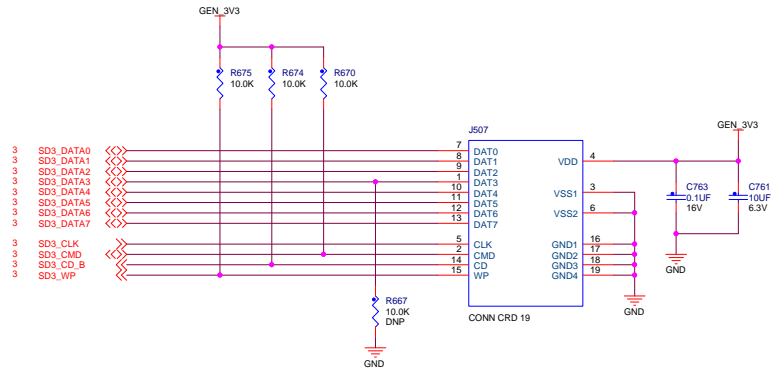 GEN_3V3
R675
10.0K
R674
10.0K
R670
10.0K
J507
GEN_3V3
3 SD3_DATA0 7 DAT0
3 SD3_DATA1 8 DAT1 VDD 4
3 SD3_DATA2 9 DAT2
3 SD3_DATA3 1 DAT3
3 SD3_DATA4 10 DAT4 VSS1 3
3 SD3_DATA5 11 DAT5
3 SD3_DATA6 12 DAT6 VSS2 6
3 SD3_DATA7 13 DAT7
C763
0.1UF
16V
C761
10UF
6.3V
3 SD3_CLK 5 CLK GND1 16
3 SD3_CMD 2 CMD GND2 17
3 SD3_CD_B 14 CD GND3 18
3 SD3_WP 15 WP GND4 19
GND
R667
10.0K
DNP
CONN CRD 19
GND
GND